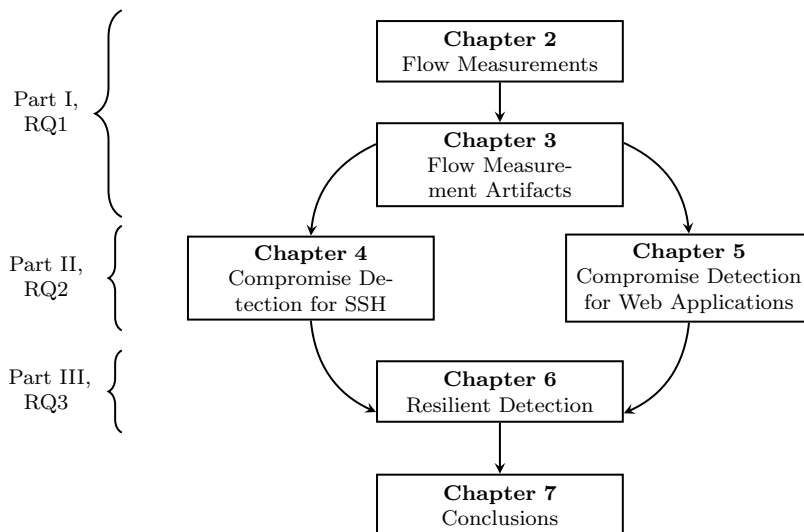 Chapter 2
Flow Measurements
Part I,
RQ1
Chapter 3
Flow Measure-
ment Artifacts
Part II,
RQ2
Chapter 4
Compromise De-
tection for SSH
Chapter 5
Compromise Detection
for Web Applications
Part III,
RQ3
Chapter 6
Resilient Detection
Chapter 7
Conclusions